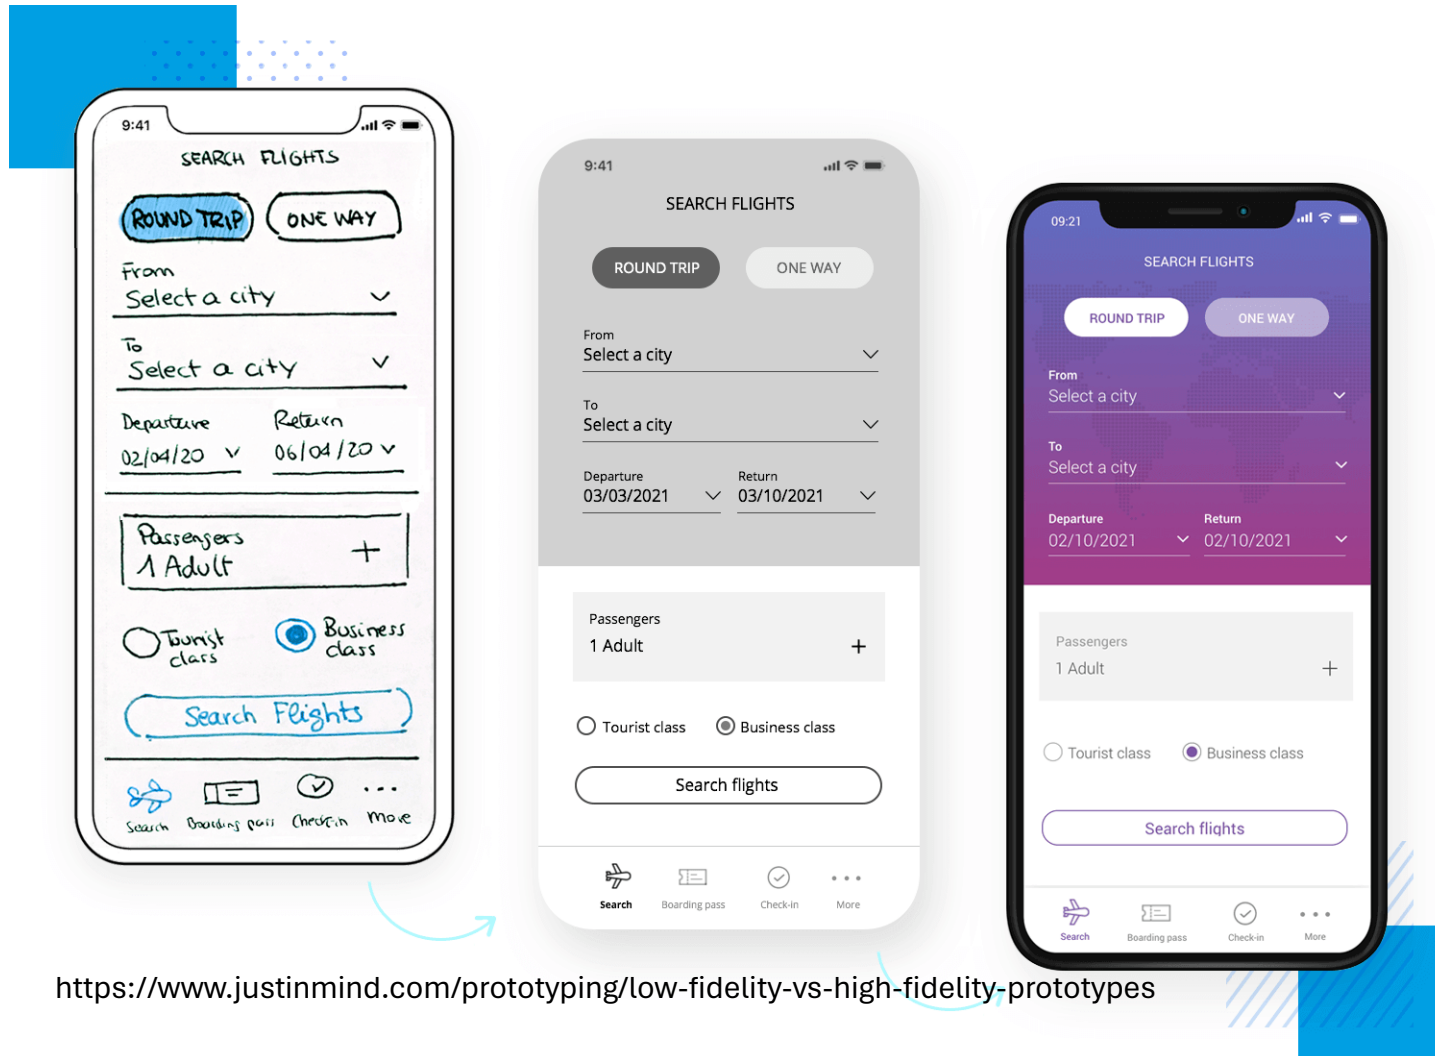 9:41
SEARCH FLIGHTS
ROUND TRIP ONE WAY
From
Select a city
To
Select a city
Departure Return
02/04/20 06/04/20
Passengers
1 Adult +
Tourist class Business class
Search Flights
Search Boarding pass Check-in More
9:41
SEARCH FLIGHTS
ROUND TRIP ONE WAY
From
Select a city
To
Select a city
Departure Return
03/03/2021 03/10/2021
Passengers
1 Adult +
Tourist class Business class
Search flights
Search Boarding pass Check-in More
09:21
SEARCH FLIGHTS
ROUND TRIP ONE WAY
From
Select a city
To
Select a city
Departure Return
02/10/2021 02/10/2021
Passengers
1 Adult +
Tourist class Business class
Search flights
Search Boarding pass Check-in More
https://www.justinmind.com/prototyping/low-fidelity-vs-high-fidelity-prototypes